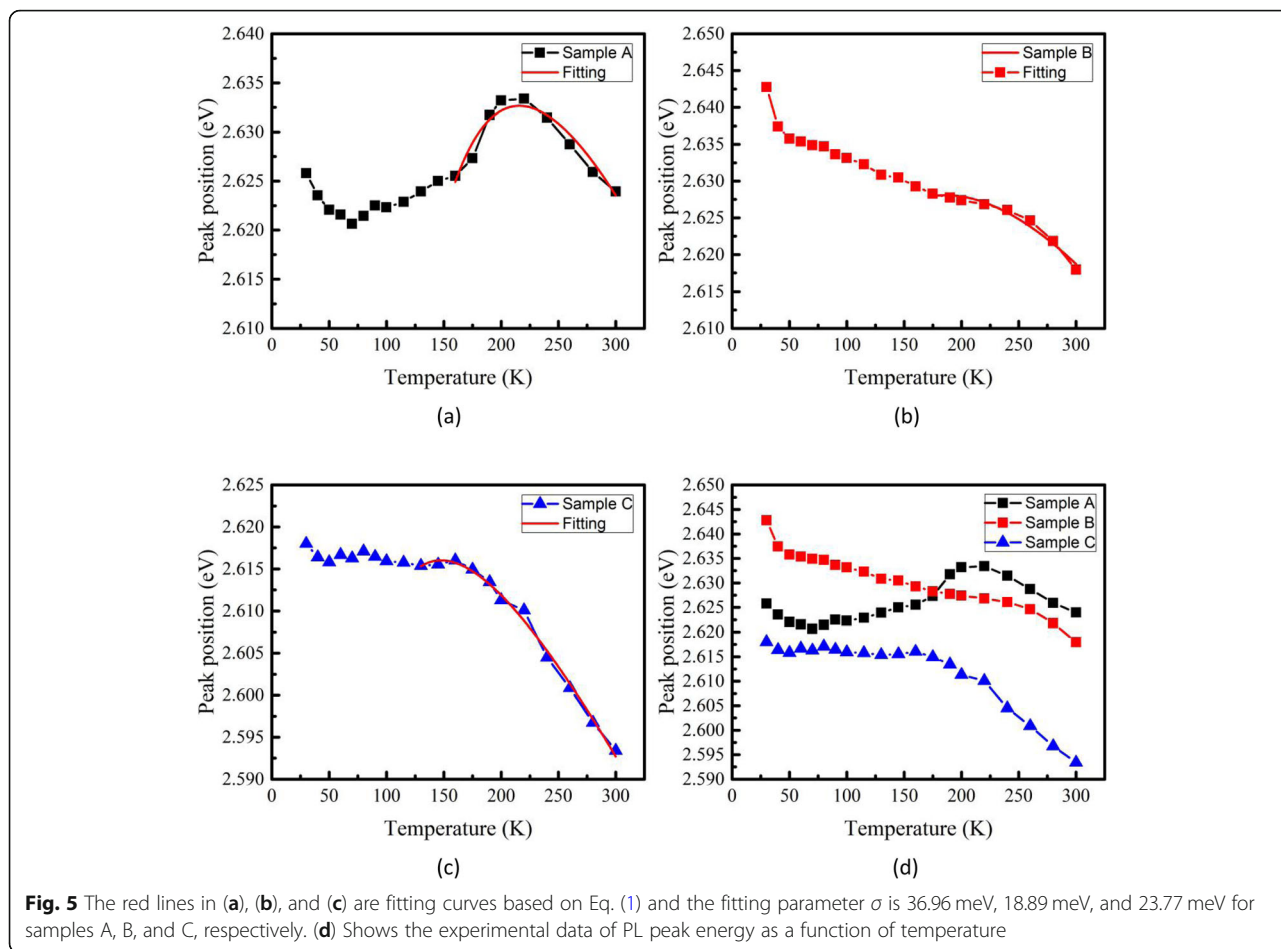 2.640
2.635
2.630
2.625
2.620
2.615
2.610
Peak position (eV)
Sample A
Fitting
0 50 100 150 200 250 300
Temperature (K)
(a)
2.650
2.645
2.640
2.635
2.630
2.625
2.620
2.615
2.610
Peak position (eV)
Sample B
Fitting
0 50 100 150 200 250 300
Temperature (K)
(b)
2.625
2.620
2.615
2.610
2.605
2.600
2.595
2.590
Peak position (eV)
Sample C
Fitting
0 50 100 150 200 250 300
Temperature (K)
(c)
2.650
2.645
2.640
2.635
2.630
2.625
2.620
2.615
2.610
2.605
2.600
2.595
2.590
Peak position (eV)
Sample A
Sample B
Sample C
0 50 100 150 200 250 300
Temperature (K)
(d)
Fig. 5 The red lines in (a), (b), and (c) are fitting curves based on Eq. (1) and the fitting parameter σ is 36.96 meV, 18.89 meV, and 23.77 meV for
samples A, B, and C, respectively. (d) Shows the experimental data of PL peak energy as a function of temperature